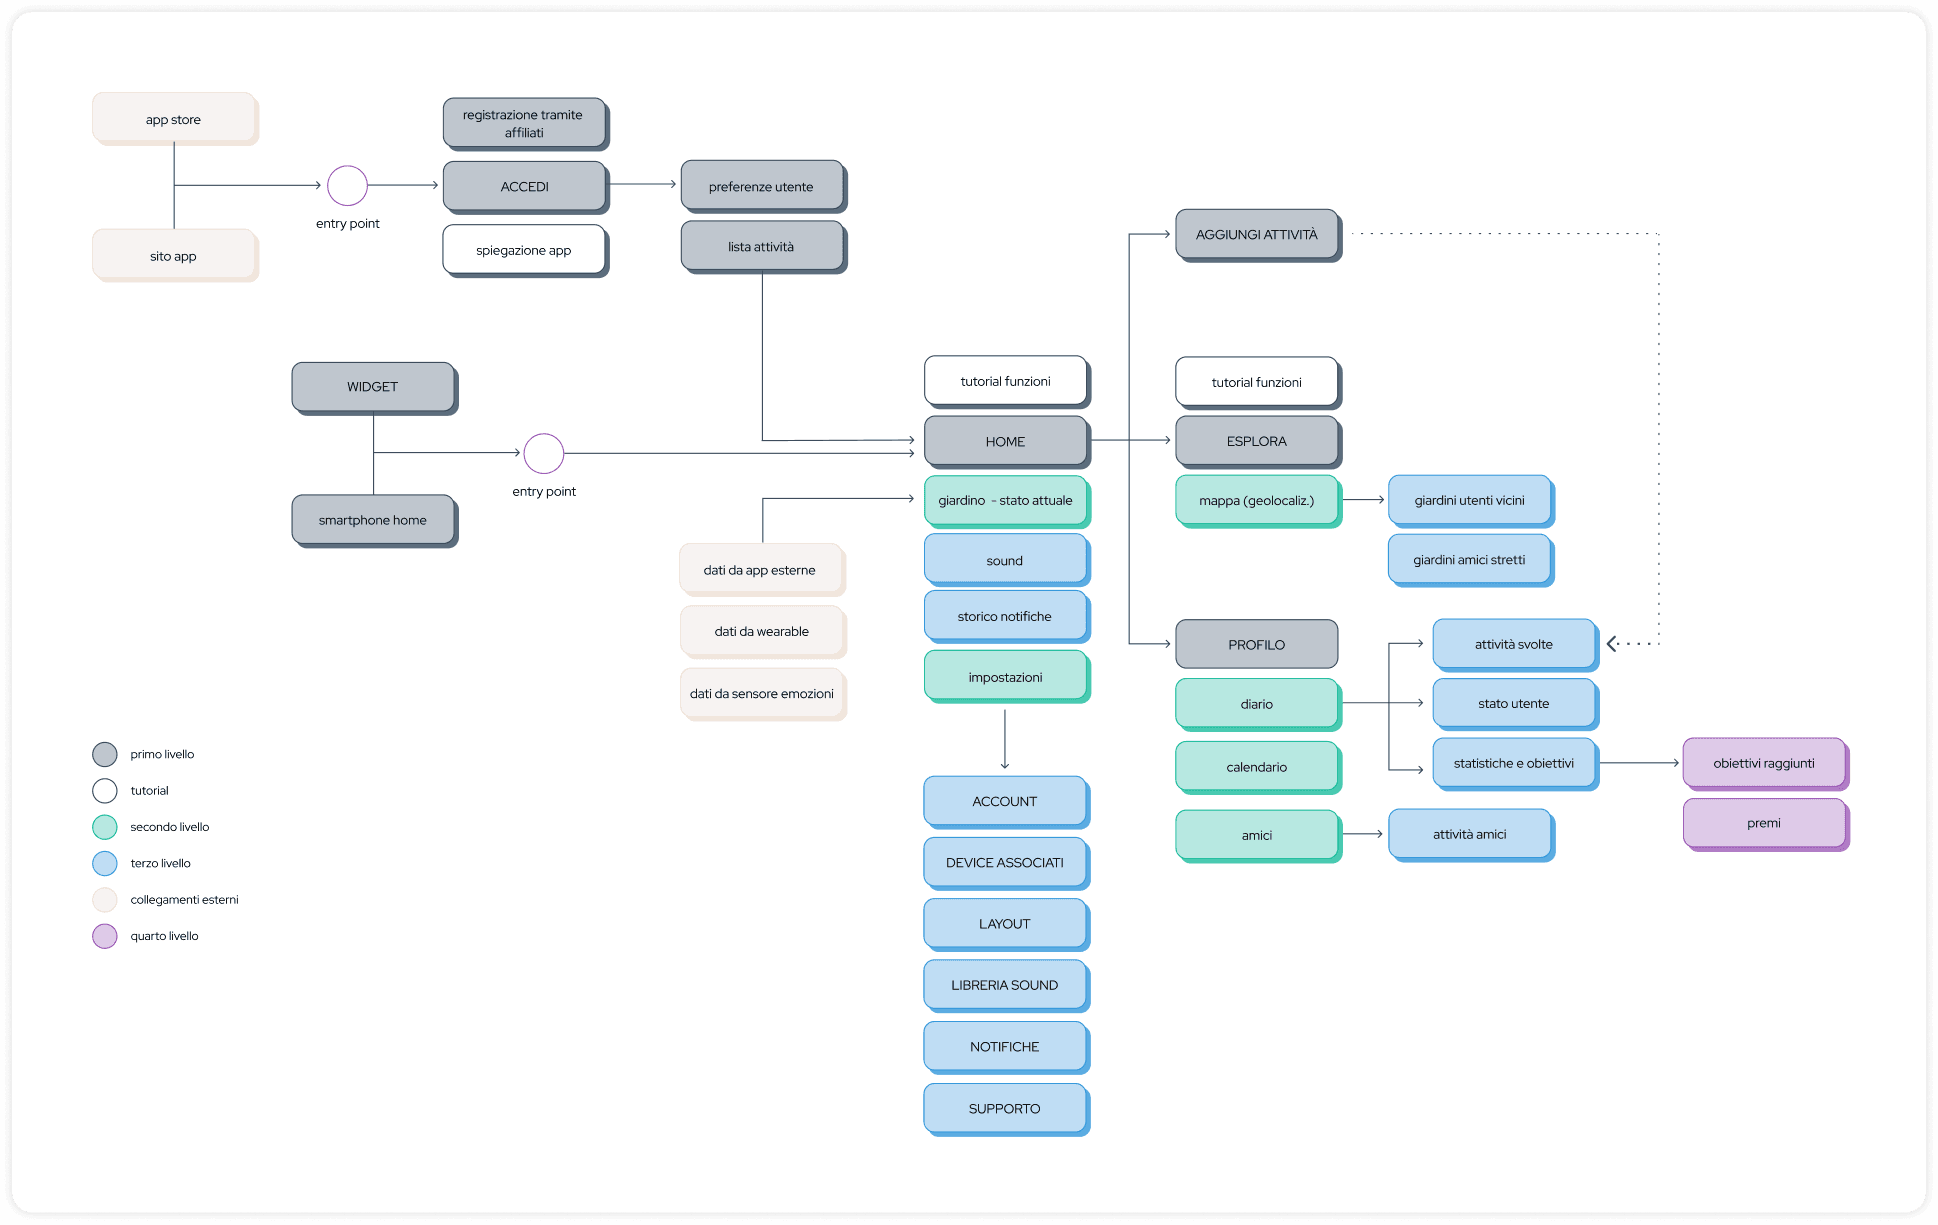 app store
sito app
entry point
registrazione tramite
affiliati
ACCEDI
spiegazione app
preferenze utente
lista attività
WIDGET
smartphone home
entry point
dati da app esterne
dati da wearable
dati da sensore emozioni
tutorial funzioni
HOME
giardino - stato attuale
sound
storico notifiche
impostazioni
ACCOUNT
DEVICE ASSOCIATI
LAYOUT
LIBRERIA SOUND
NOTIFICHE
SUPPORTO
AGGIUNGI ATTIVITÀ
tutorial funzioni
ESPLORA
mappa (geolocaliz.)
giardini utenti vicini
giardini amici stretti
PROFILO
diario
calendario
amici
attività svolte
stato utente
statistiche e obiettivi
attività amici
obiettivi raggiunti
premi
primo livello
tutorial
secondo livello
terzo livello
collegamenti esterni
quarto livello